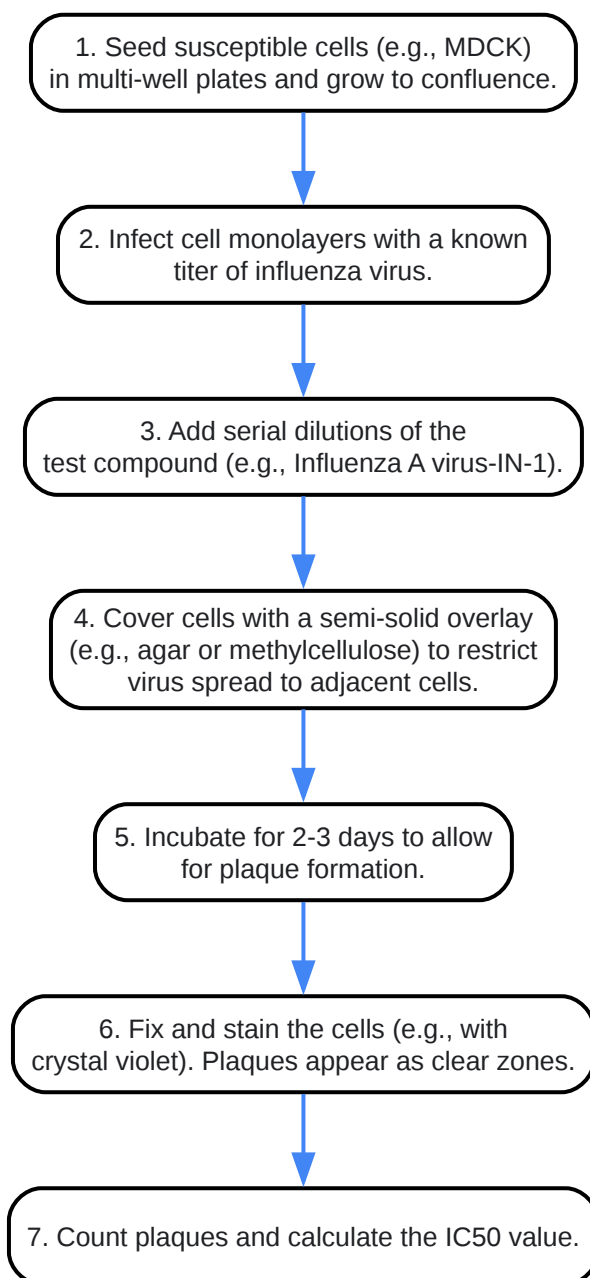 1. Seed susceptible cells (e.g., MDCK)
in multi-well plates and grow to confluence.
2. Infect cell monolayers with a known
titer of influenza virus.
3. Add serial dilutions of the
test compound (e.g., Influenza A virus-IN-1).
4. Cover cells with a semi-solid overlay
(e.g., agar or methylcellulose) to restrict
virus spread to adjacent cells.
5. Incubate for 2-3 days to allow
for plaque formation.
6. Fix and stain the cells (e.g., with
crystal violet). Plaques appear as clear zones.
7. Count plaques and calculate the IC50 value.